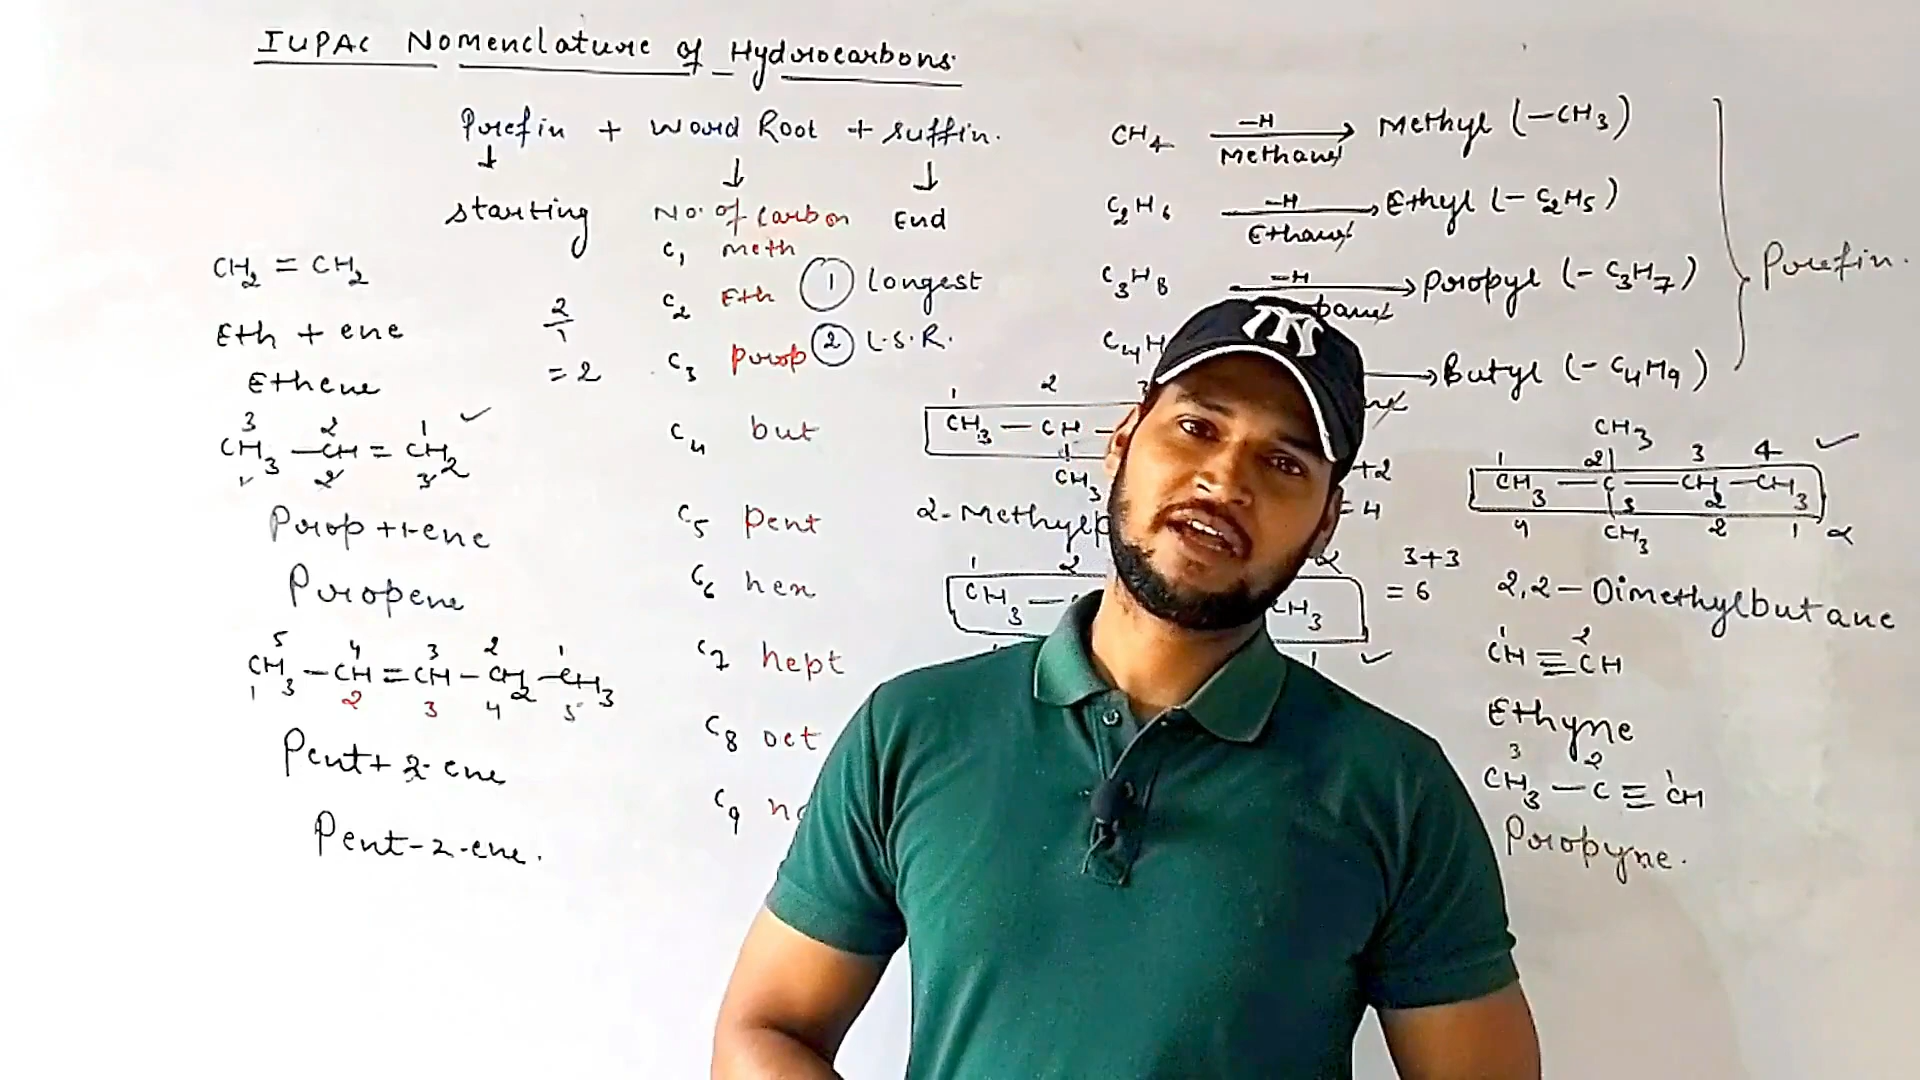 IUPAC Nomenclature of Hydrocarbons.
Prefix + Word Root + suffix.
↓ ↓ ↓
starting No. of carbon End
C1 meth
C2 Eth
C3 prop
C4 but
C5 Pent
C6 hex
C7 hept
C8 oct
C9
① Longest
② L.S.R.
CH2 = CH2
Eth + ene
Ethene
2/1
= 2
3 2 1 ✓
CH3 — CH = CH2
1 2 3
Prop + 1-ene
Propene
5 4 3 2 1
CH3 — CH = CH — CH2 — CH3
1 2 3 4 5
Pent + 2-ene
Pent-2-ene.
CH4 —H→ Methyl (—CH3)
Methane
C2H6 —H→ Ethyl (—C2H5)
Ethane
C3H8 —H→ Propyl (—C3H7)
C4H → Butyl (—C4H9)
Prefix.
1 2 3
CH3 — CH —
CH3
+2
= 4
2-Methylp
1 2
CH3 — CH3
3+3
= 6
1 ✓
CH3
1 2 3 4 ✓
CH3 — C — CH2 — CH3
4 3 2 1
CH3
2,2-Dimethylbutane
1 2
CH ≡ CH
Ethyne
3 2 1
CH3 — C ≡ CH
Propyne.